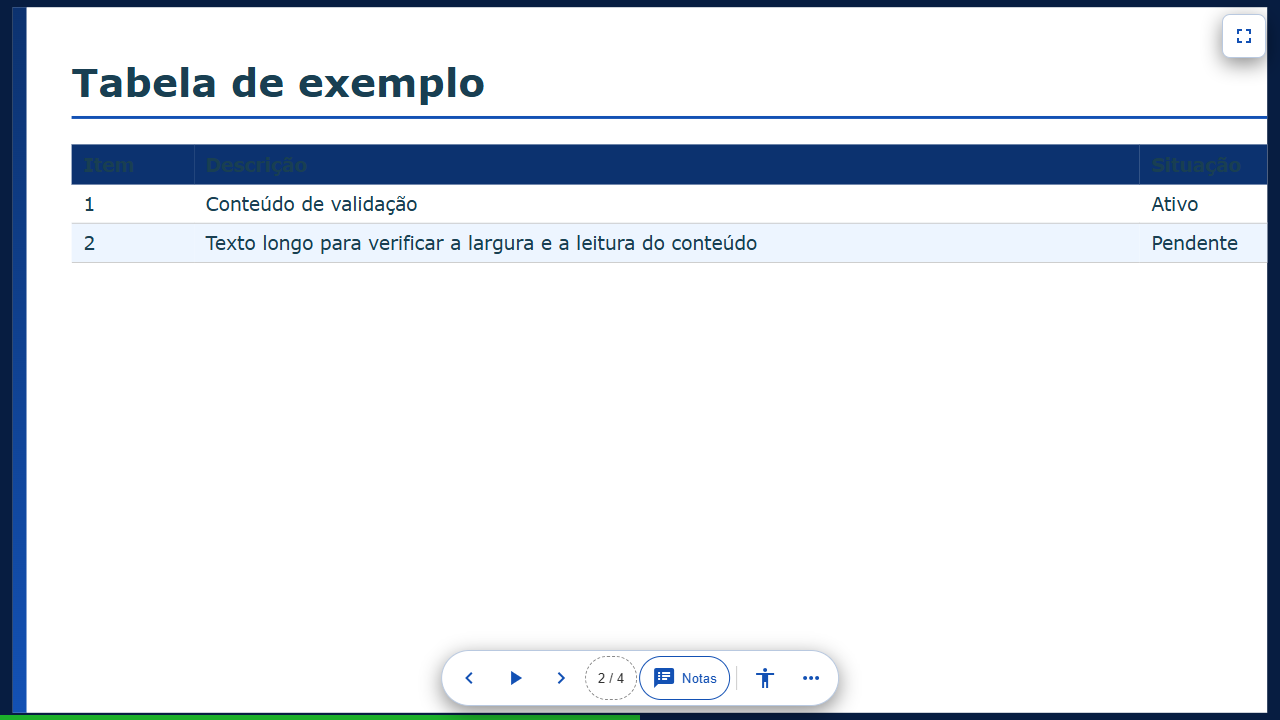 Tabela de exemplo
Item Descrição Situação
1 Conteúdo de validação Ativo
2 Texto longo para verificar a largura e a leitura do conteúdo Pendente
2 / 4 Notas